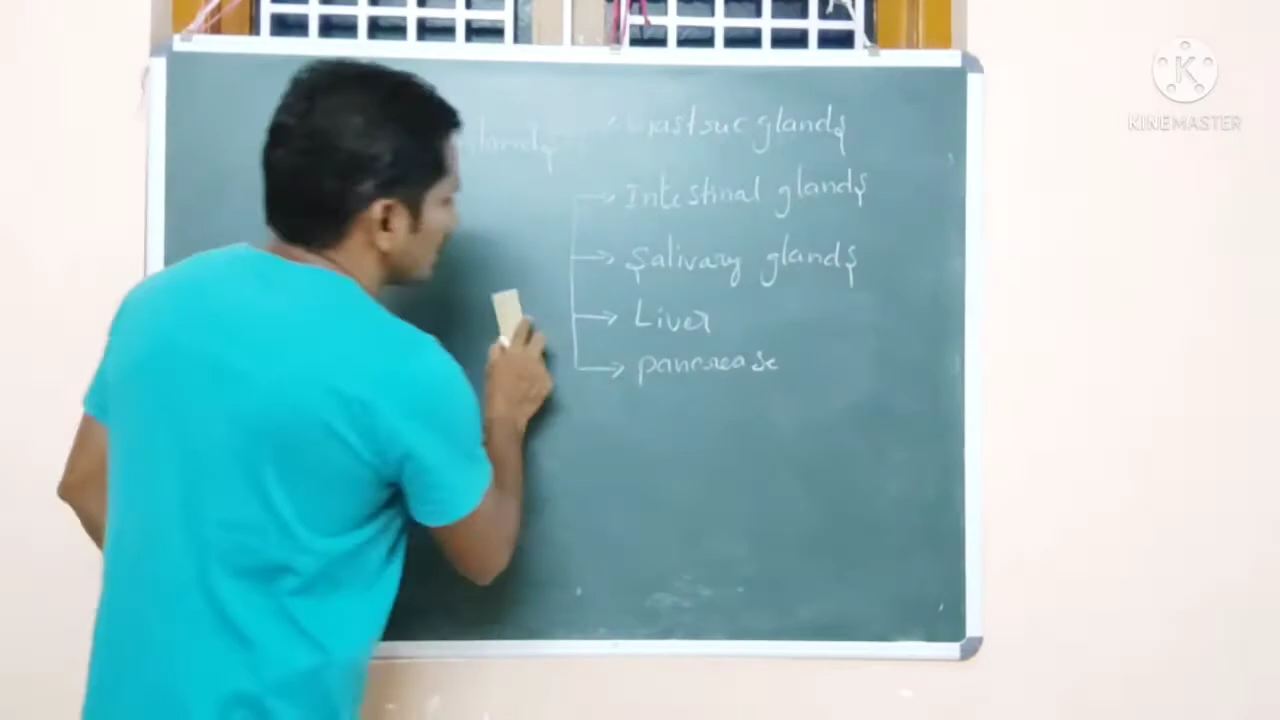 glands
Gastric glands
Intestinal glands
Salivary glands
Liver
pancrease
KINEMASTER